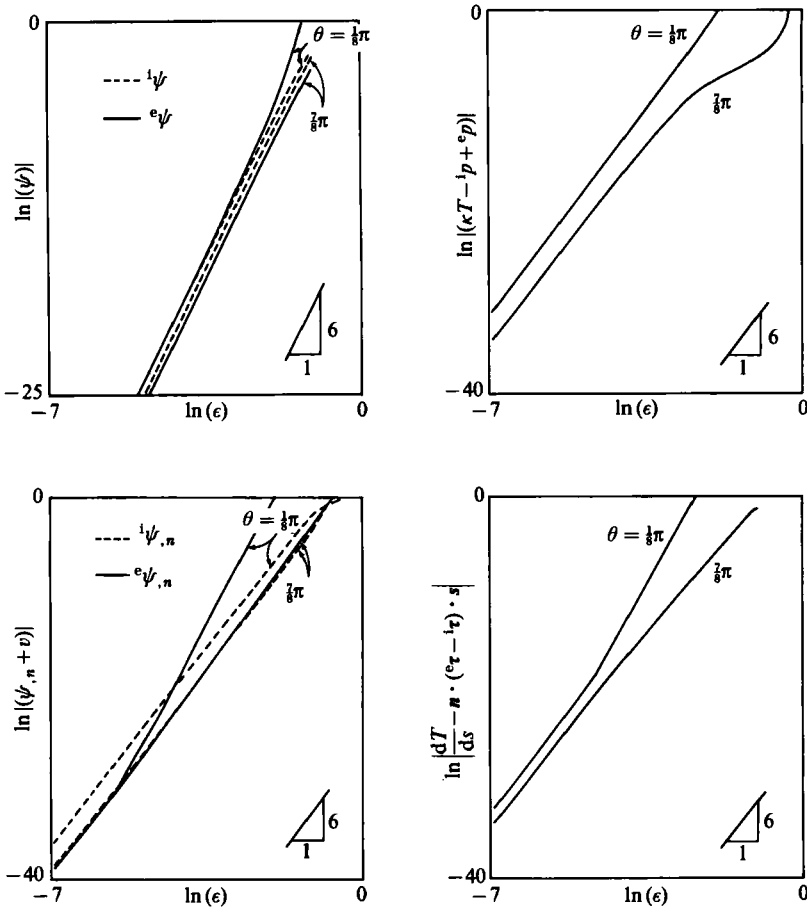 0
θ = ⅛π
ⁱψ
ᵉψ
⅞π
ln |(ψ)|
6
1
−25
−7
ln (ϵ)
0
0
θ = ⅛π
⅞π
ln |(κT − ⁱp + ᵉp)|
6
1
−40
−7
ln (ϵ)
0
0
θ = ⅛π
ⁱψ,ₙ
ᵉψ,ₙ
⅞π
ln |(ψ,ₙ + v)|
6
1
−40
−7
ln (ϵ)
0
0
θ = ⅛π
⅞π
ln |dT/ds − n · (ᵉτ − ⁱτ) · s|
6
1
−40
−7
ln (ϵ)
0